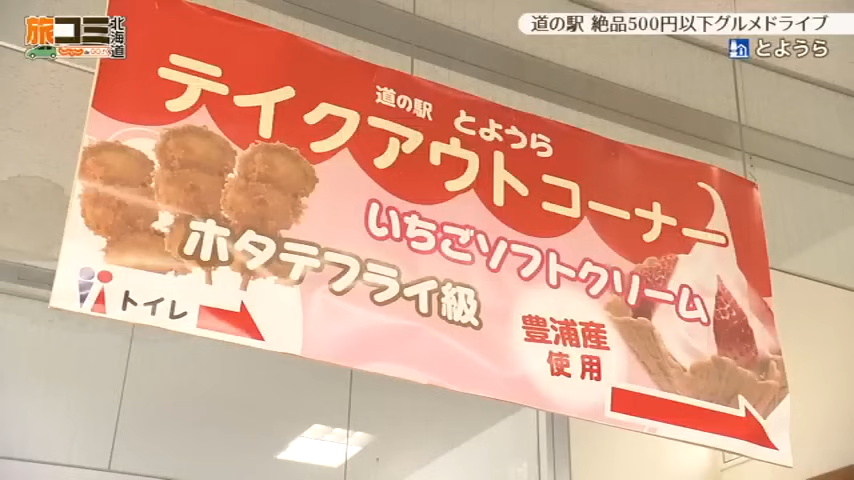 旅コミ北海道
道の駅 絶品500円以下グルメドライブ
とようら
道の駅 とようら
テイクアウトコーナー
いちごソフトクリーム
ホタテフライ級
豊浦産
使用
トイレ